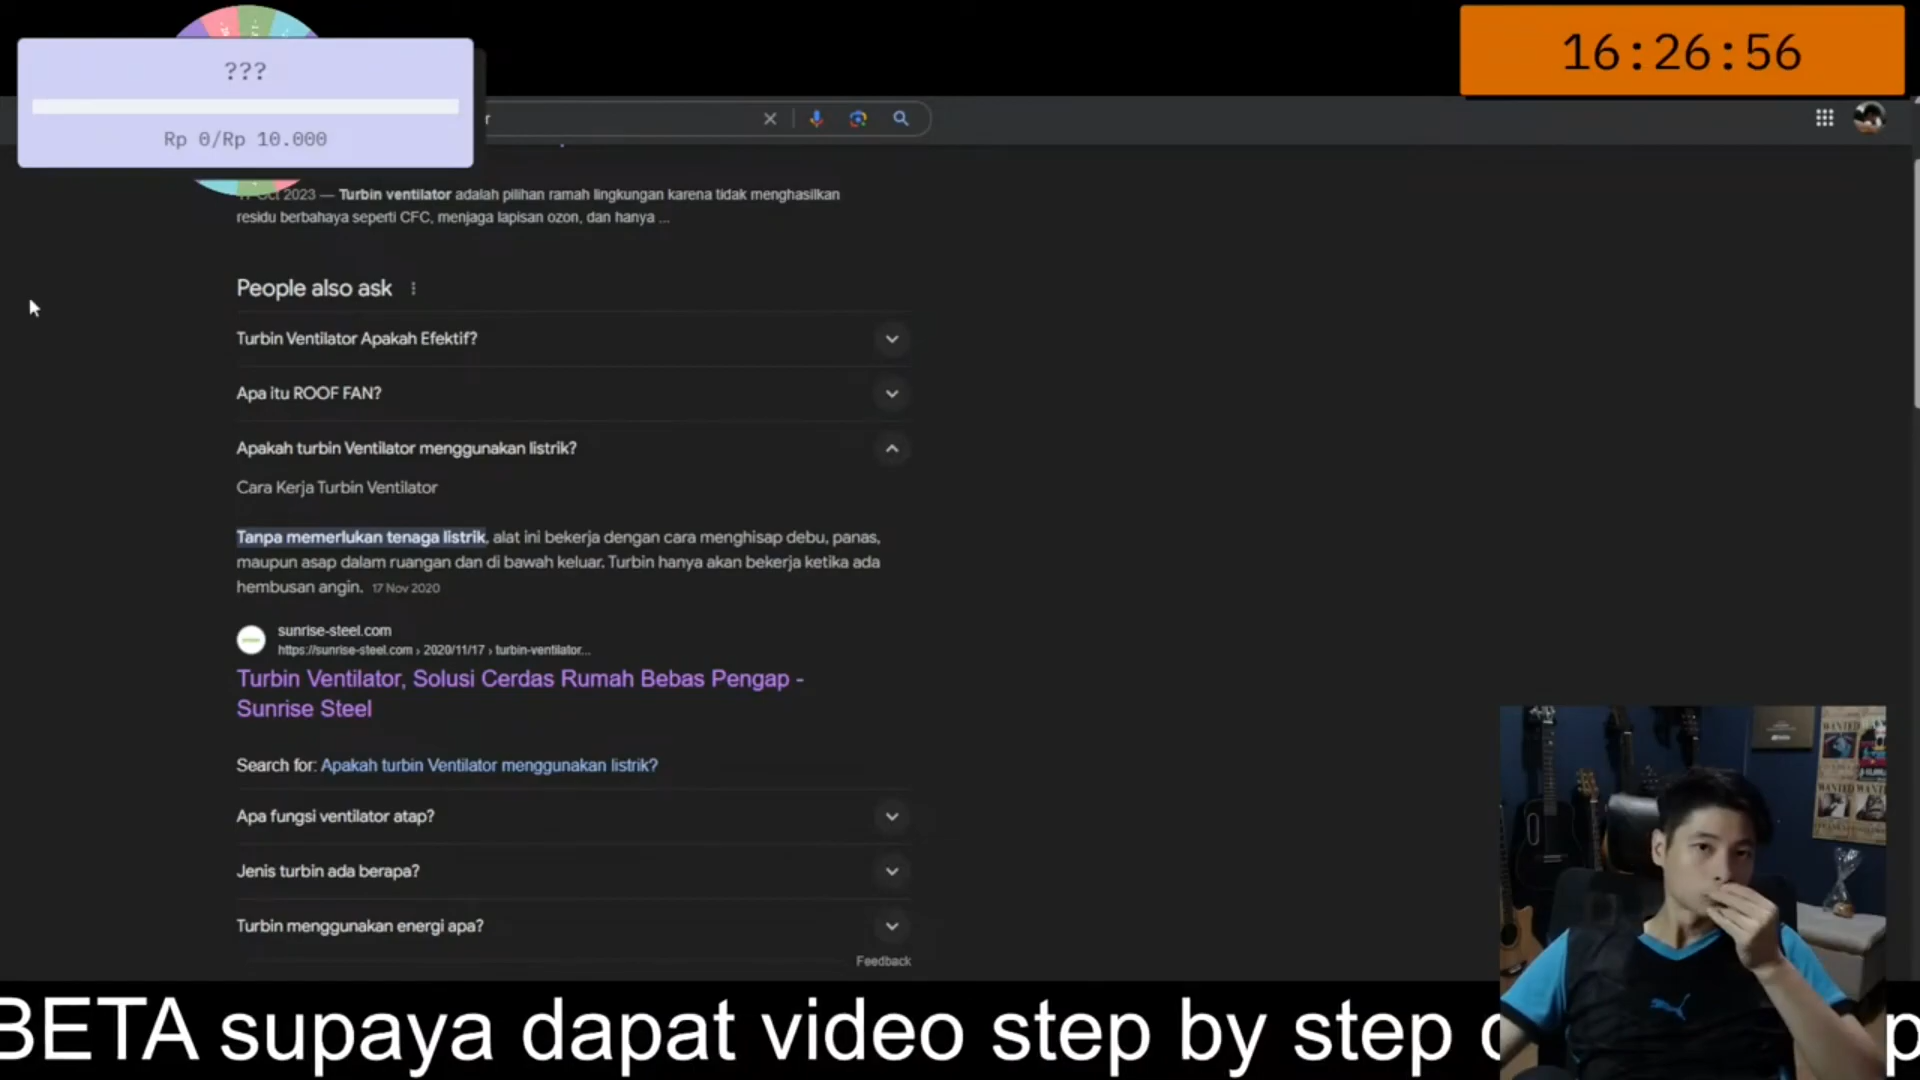 ???
Rp 0/Rp 10.000
16:26:56
r
Oct 2023 — Turbin ventilator adalah pilihan ramah lingkungan karena tidak menghasilkan
residu berbahaya seperti CFC, menjaga lapisan ozon, dan hanya ...
People also ask
Turbin Ventilator Apakah Efektif?
Apa itu ROOF FAN?
Apakah turbin Ventilator menggunakan listrik?
Cara Kerja Turbin Ventilator
Tanpa memerlukan tenaga listrik, alat ini bekerja dengan cara menghisap debu, panas,
maupun asap dalam ruangan dan di bawah keluar. Turbin hanya akan bekerja ketika ada
hembusan angin. 17 Nov 2020
sunrise-steel.com
https://sunrise-steel.com › 2020/11/17 › turbin-ventilator...
Turbin Ventilator, Solusi Cerdas Rumah Bebas Pengap -
Sunrise Steel
Search for: Apakah turbin Ventilator menggunakan listrik?
Apa fungsi ventilator atap?
Jenis turbin ada berapa?
Turbin menggunakan energi apa?
Feedback
WANTED
WANTED
BETA supaya dapat video step by step